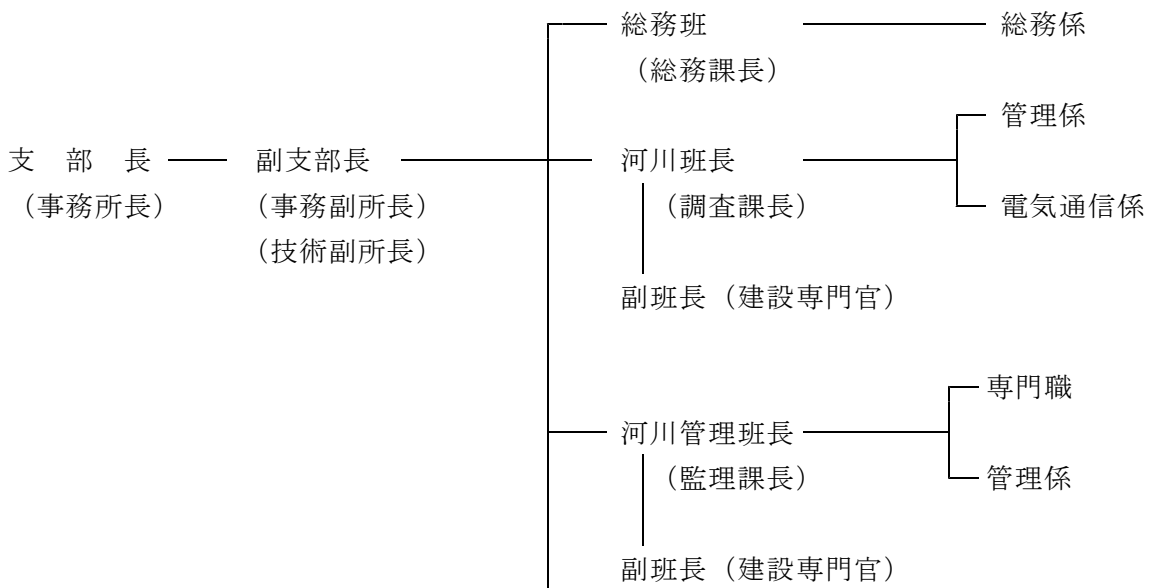 総務班 総務係
（総務課長）
管理係
支　部　長 副支部長 河川班長
（事務所長） （事務副所長） （調査課長） 電気通信係
（技術副所長）
副班長（建設専門官）
専門職
河川管理班長
（監理課長） 管理係
副班長（建設専門官）